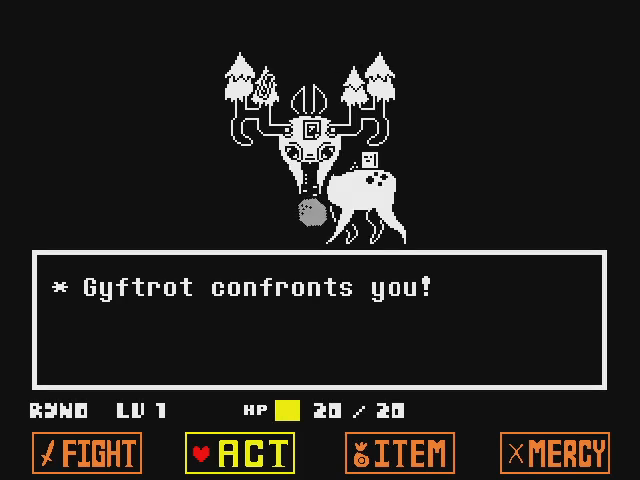 * Gyftrot confronts you!
RYNO LV 1 HP 20 / 20
FIGHT ACT ITEM MERCY